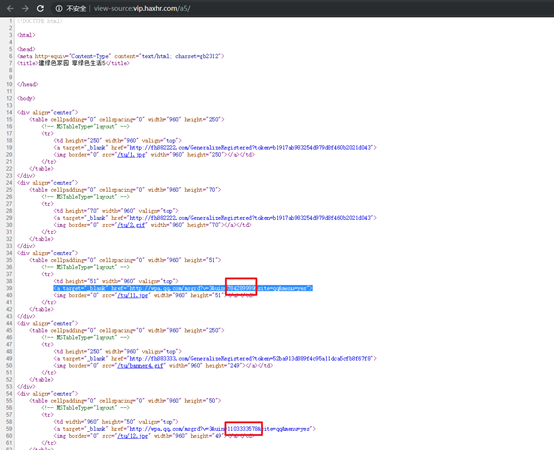 不安全 | view-source:vip.haxhr.com/a5/
1 <!DOCTYPE html>
2
3 <html>
4
5 <head>
6 <meta http-equiv="Content-Type" content="text/html; charset=gb2312">
7 <title>建绿色家园 享绿色生活5</title>
8
9
10 </head>
11
12 <body>
13
14 <div align="center">
15 <table cellpadding="0" cellspacing="0" width="960" height="250">
16 <!-- MSTableType="layout" -->
17 <tr>
18 <td height="250" width="960" valign="top">
19 <a target="_blank" href="http://fh882222.com/GeneralizeRegistered?token=b1917ab983254d979d8f460b2021d043">
20 <img border="0" src="/tu/1.jpg" width="960" height="250"></a></td>
21 </tr>
22 </table>
23 </div>
24 <div align="center">
25 <table cellpadding="0" cellspacing="0" width="960" height="70">
26 <!-- MSTableType="layout" -->
27 <tr>
28 <td height="70" width="960" valign="top">
29 <a target="_blank" href="http://fh882222.com/GeneralizeRegistered?token=b1917ab983254d979d8f460b2021d043">
30 <img border="0" src="/tu/2.gif" width="960" height="70"></a></td>
31 </tr>
32 </table>
33 </div>
34 <div align="center">
35 <table cellpadding="0" cellspacing="0" width="960" height="51">
36 <!-- MSTableType="layout" -->
37 <tr>
38 <td height="51" width="960" valign="top">
39 <a target="_blank" href="http://wpa.qq.com/msgrd?v=3&uin=784289999&site=qq&menu=yes">
40 <img border="0" src="/tu/11.jpg" width="960" height="51"></a></td>
41 </tr>
42 </table>
43 </div>
44 <div align="center">
45 <table cellpadding="0" cellspacing="0" width="960" height="250">
46 <!-- MSTableType="layout" -->
47 <tr>
48 <td height="250" width="960" valign="top">
49 <a target="_blank" href="http://fh883333.com/GeneralizeRegistered?token=52ba913d889f4c95a11dca5cfb8f67f8">
50 <img border="0" src="/tu/banner4.gif" width="960" height="249"></a></td>
51 </tr>
52 </table>
53 </div>
54 <div align="center">
55 <table cellpadding="0" cellspacing="0" width="960" height="50">
56 <!-- MSTableType="layout" -->
57 <tr>
58 <td width="960" height="50" valign="top">
59 <a target="_blank" href="http://wpa.qq.com/msgrd?v=3&uin=1103333578&site=qq&menu=yes">
60 <img border="0" src="/tu/12.jpg" width="960" height="49"></a></td>
61 </tr>